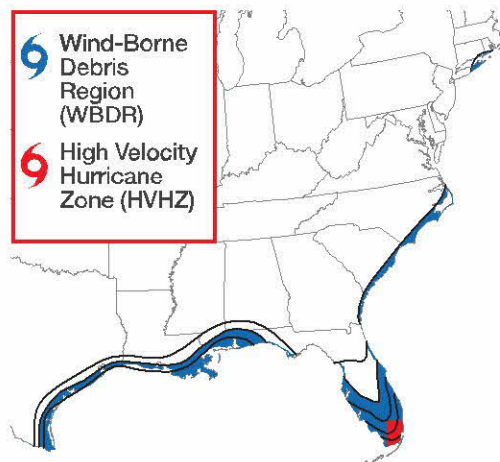 Wind-Borne
Debris
Region
(WBDR)
High Velocity
Hurricane
Zone (HVHZ)